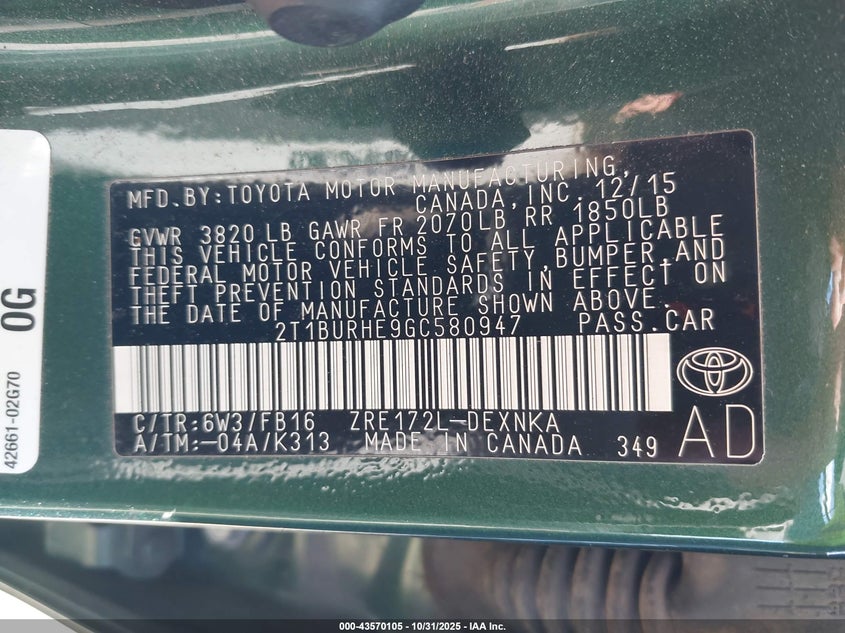 MFD. BY: TOYOTA MOTOR MANUFACTURING,
CANADA, INC. 12/15
GVWR 3820 LB GAWR FR 2070LB RR 1850LB
THIS VEHICLE CONFORMS TO ALL APPLICABLE
FEDERAL MOTOR VEHICLE SAFETY, BUMPER, AND
THEFT PREVENTION STANDARDS IN EFFECT ON
THE DATE OF MANUFACTURE SHOWN ABOVE.
2T1BURHE9GC580947 PASS. CAR
C/TR: 6W3/FB16 ZRE172L-DEXNKA
A/TM: -04A/K313 MADE IN CANADA 349
AD
0G
42661-02G70
000-43570105 - 10/31/2025 - IAA Inc.